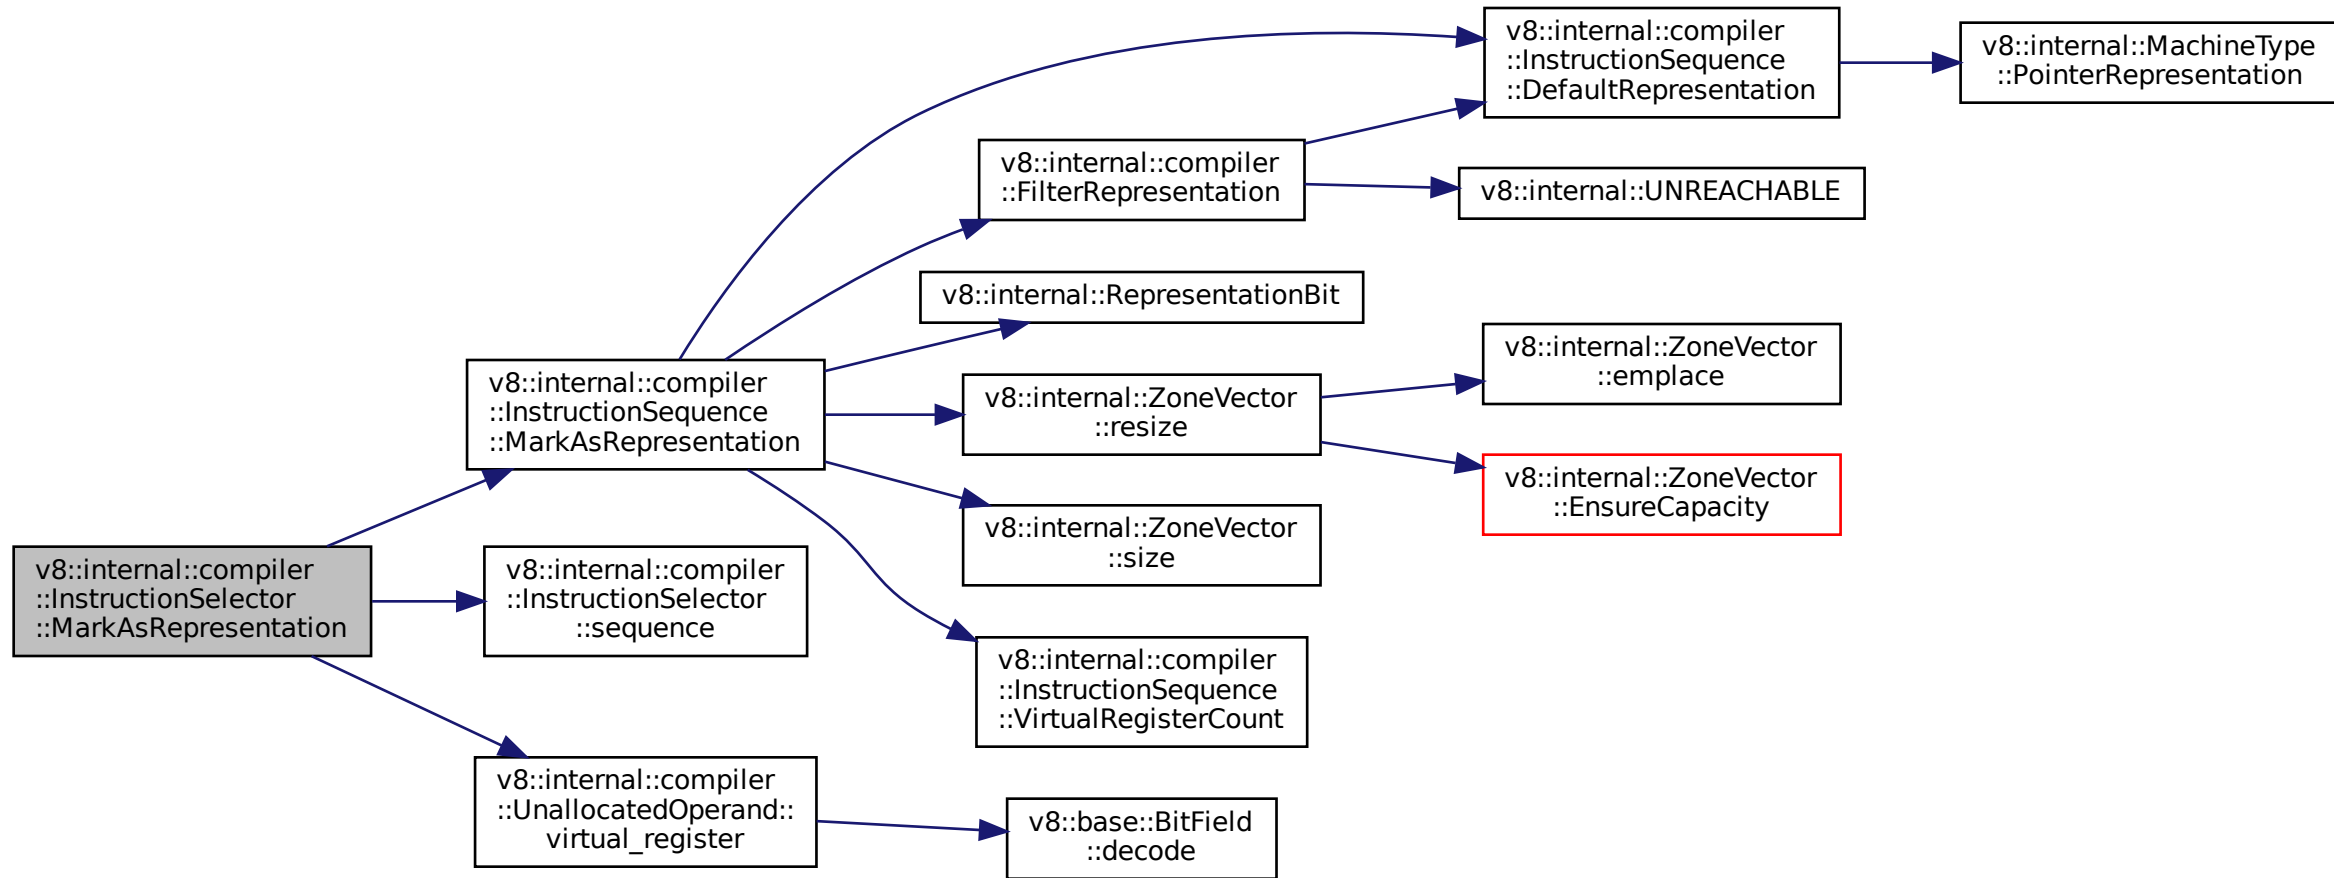 v8::internal::compiler
::InstructionSelector
::MarkAsRepresentation
v8::internal::compiler
::InstructionSequence
::MarkAsRepresentation
v8::internal::compiler
::InstructionSelector
::sequence
v8::internal::compiler
::UnallocatedOperand::
virtual_register
v8::internal::compiler
::FilterRepresentation
v8::internal::RepresentationBit
v8::internal::ZoneVector
::resize
v8::internal::ZoneVector
::size
v8::internal::compiler
::InstructionSequence
::VirtualRegisterCount
v8::base::BitField
::decode
v8::internal::compiler
::InstructionSequence
::DefaultRepresentation
v8::internal::UNREACHABLE
v8::internal::ZoneVector
::emplace
v8::internal::ZoneVector
::EnsureCapacity
v8::internal::MachineType
::PointerRepresentation